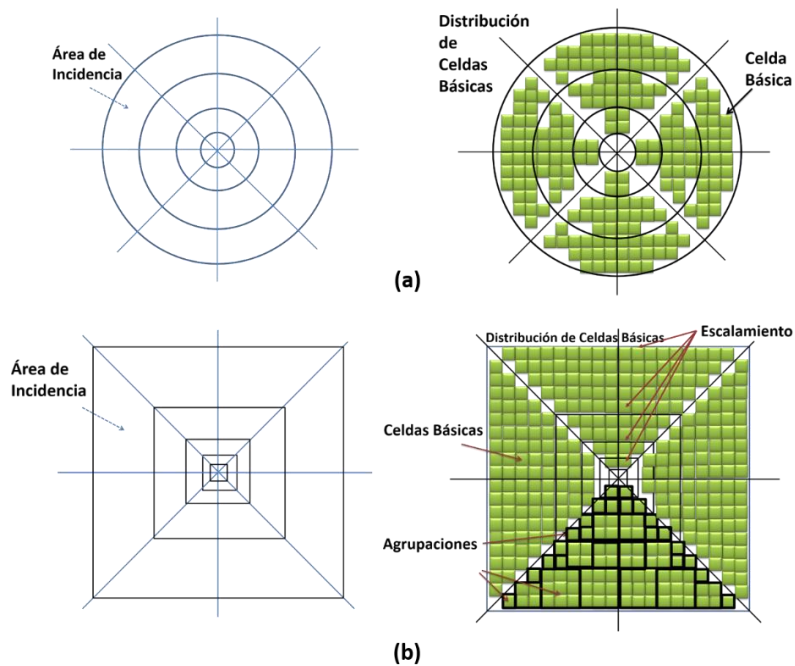 Área de
Incidencia
Distribución
de
Celdas
Básicas
Celda
Básica
(a)
Área de
Incidencia
Distribución de Celdas Básicas
Escalamiento
Celdas Básicas
Agrupaciones
(b)